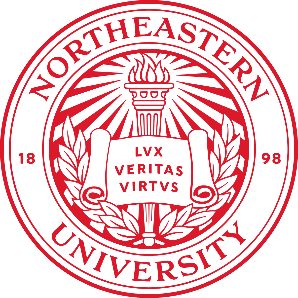 NORTHEASTERN
18 98
LVX
VERITAS
VIRTVS
UNIVERSITY